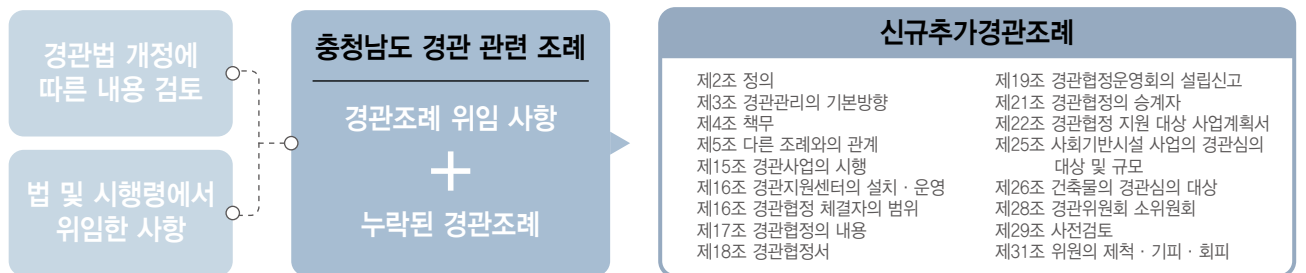 경관법 개정에
따른 내용 검토
법 및 시행령에서
위임한 사항
충청남도 경관 관련 조례
경관조례 위임 사항
+
누락된 경관조례
신규추가경관조례
제2조 정의
제3조 경관관리의 기본방향
제4조 책무
제5조 다른 조례와의 관계
제15조 경관사업의 시행
제16조 경관지원센터의 설치 · 운영
제16조 경관협정 체결자의 범위
제17조 경관협정의 내용
제18조 경관협정서
제19조 경관협정운영회의 설립신고
제21조 경관협정의 승계자
제22조 경관협정 지원 대상 사업계획서
제25조 사회기반시설 사업의 경관심의
대상 및 규모
제26조 건축물의 경관심의 대상
제28조 경관위원회 소위원회
제29조 사전검토
제31조 위원의 제척 · 기피 · 회피